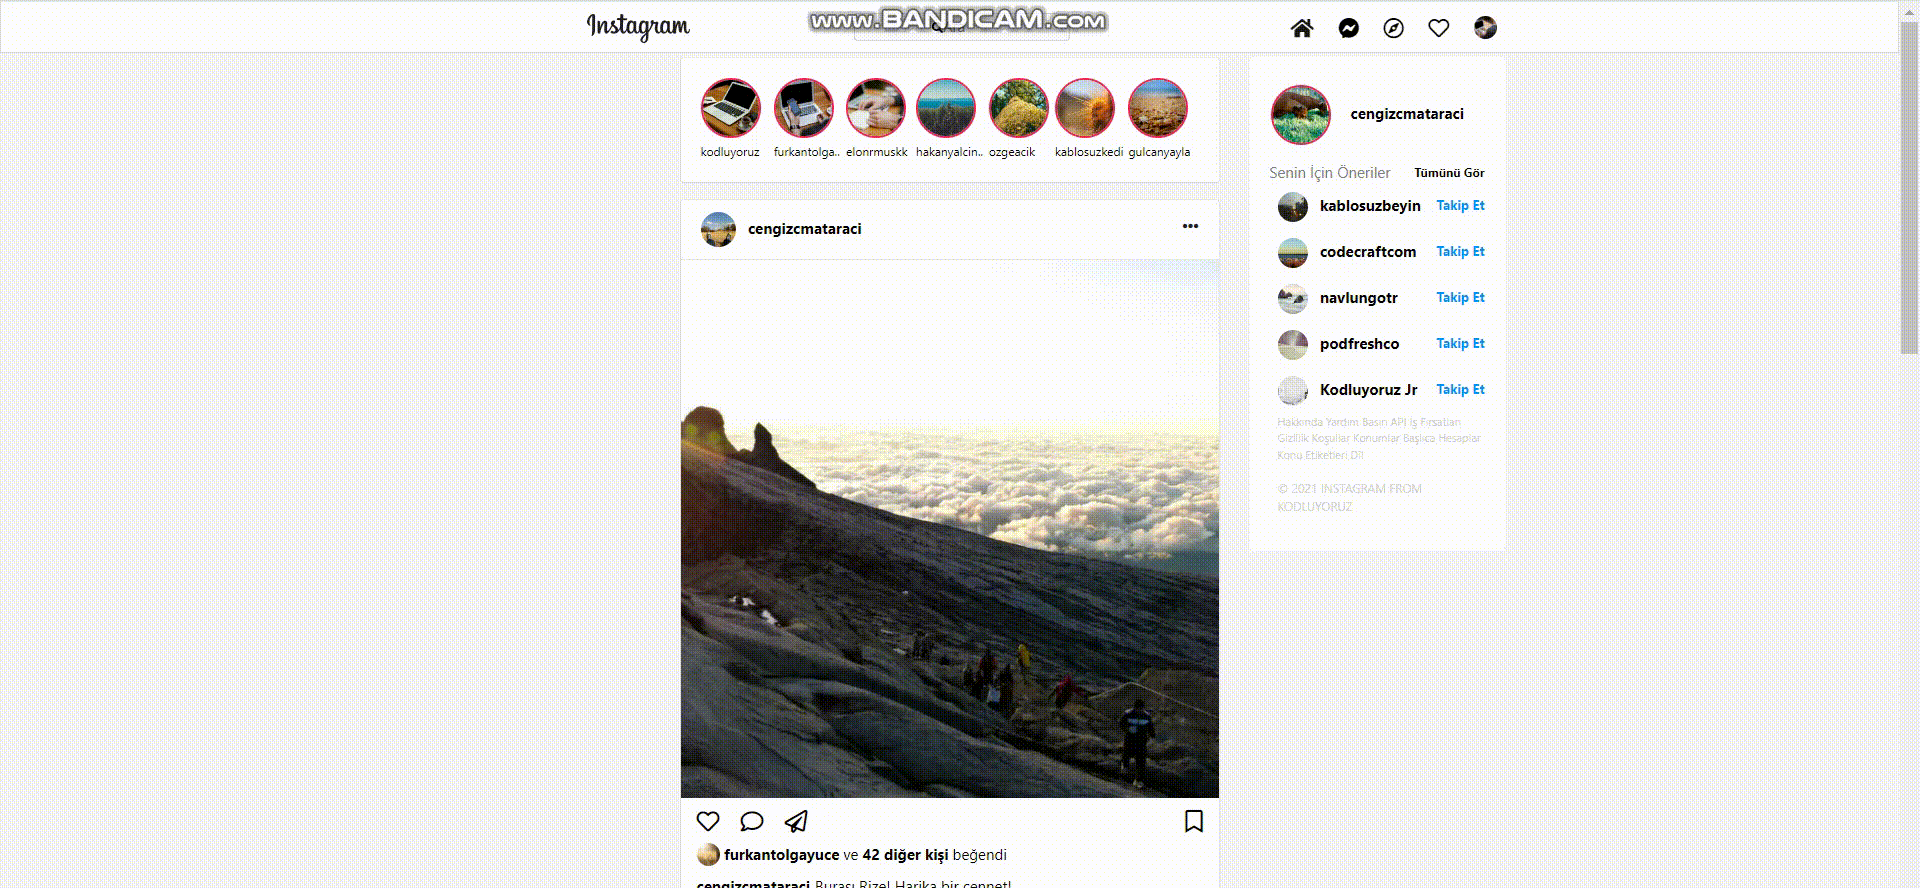 Instagram
www.BANDICAM.com
Ara
kodluyoruz furkantolga.. elonrmuskk hakanyalcin.. ozgeacik kablosuzkedi gulcanyayla
cengizcmataraci
cengizcmataraci
Senin İçin Öneriler Tümünü Gör
kablosuzbeyin Takip Et
codecraftcom Takip Et
navlungotr Takip Et
podfreshco Takip Et
Kodluyoruz Jr Takip Et
Hakkında Yardım Basın API İş Fırsatları
Gizlilik Koşullar Konumlar Başlıca Hesaplar
Konu Etiketleri Dil
© 2021 INSTAGRAM FROM
KODLUYORUZ
furkantolgayuce ve 42 diğer kişi beğendi
cengizcmataraci Burası Rize! Harika bir cennet!